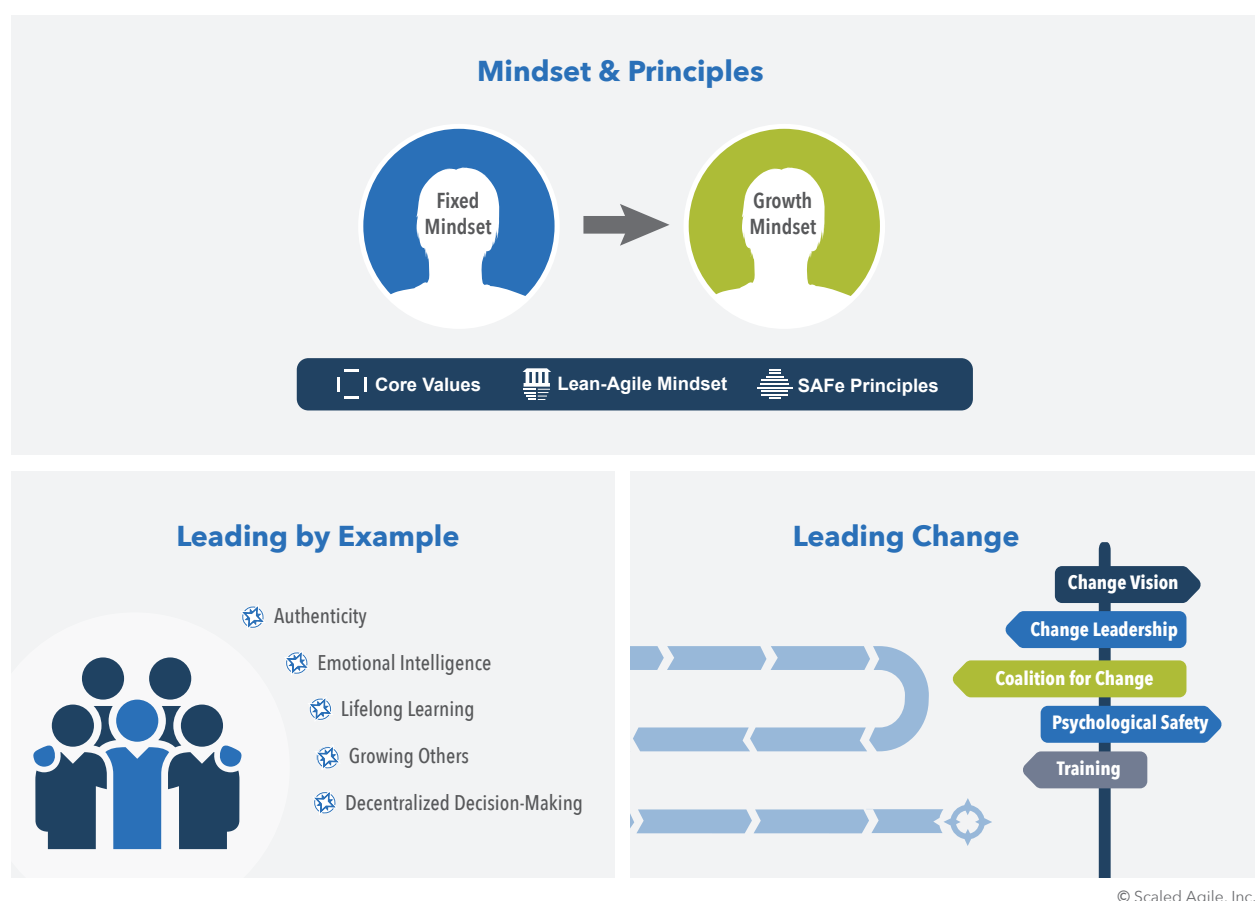 Mindset & Principles
Fixed
Mindset
Growth
Mindset
Core Values
Lean-Agile Mindset
SAFe Principles
Leading by Example
Authenticity
Emotional Intelligence
Lifelong Learning
Growing Others
Decentralized Decision-Making
Leading Change
Change Vision
Change Leadership
Coalition for Change
Psychological Safety
Training
© Scaled Agile, Inc.